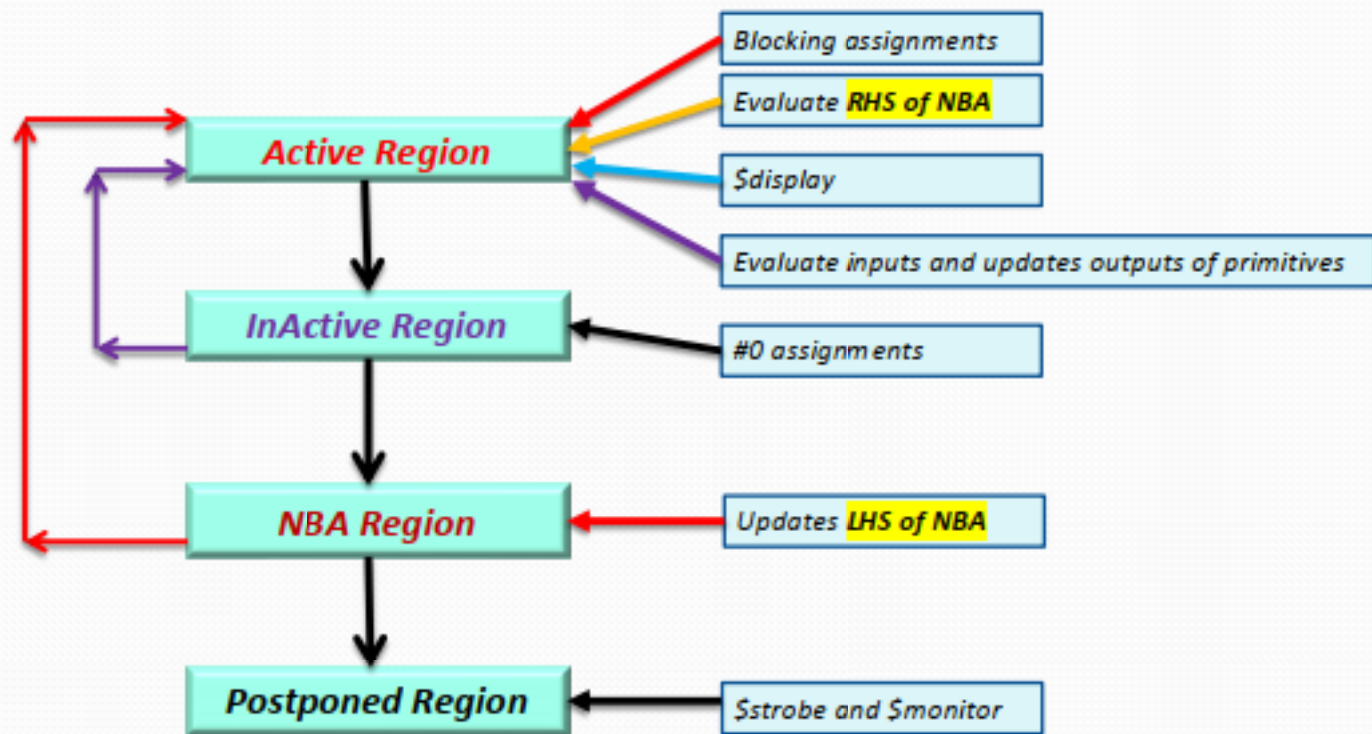 Blocking assignments
Evaluate RHS of NBA
Active Region
$display
Evaluate inputs and updates outputs of primitives
InActive Region
#0 assignments
NBA Region
Updates LHS of NBA
Postponed Region
$strobe and $monitor